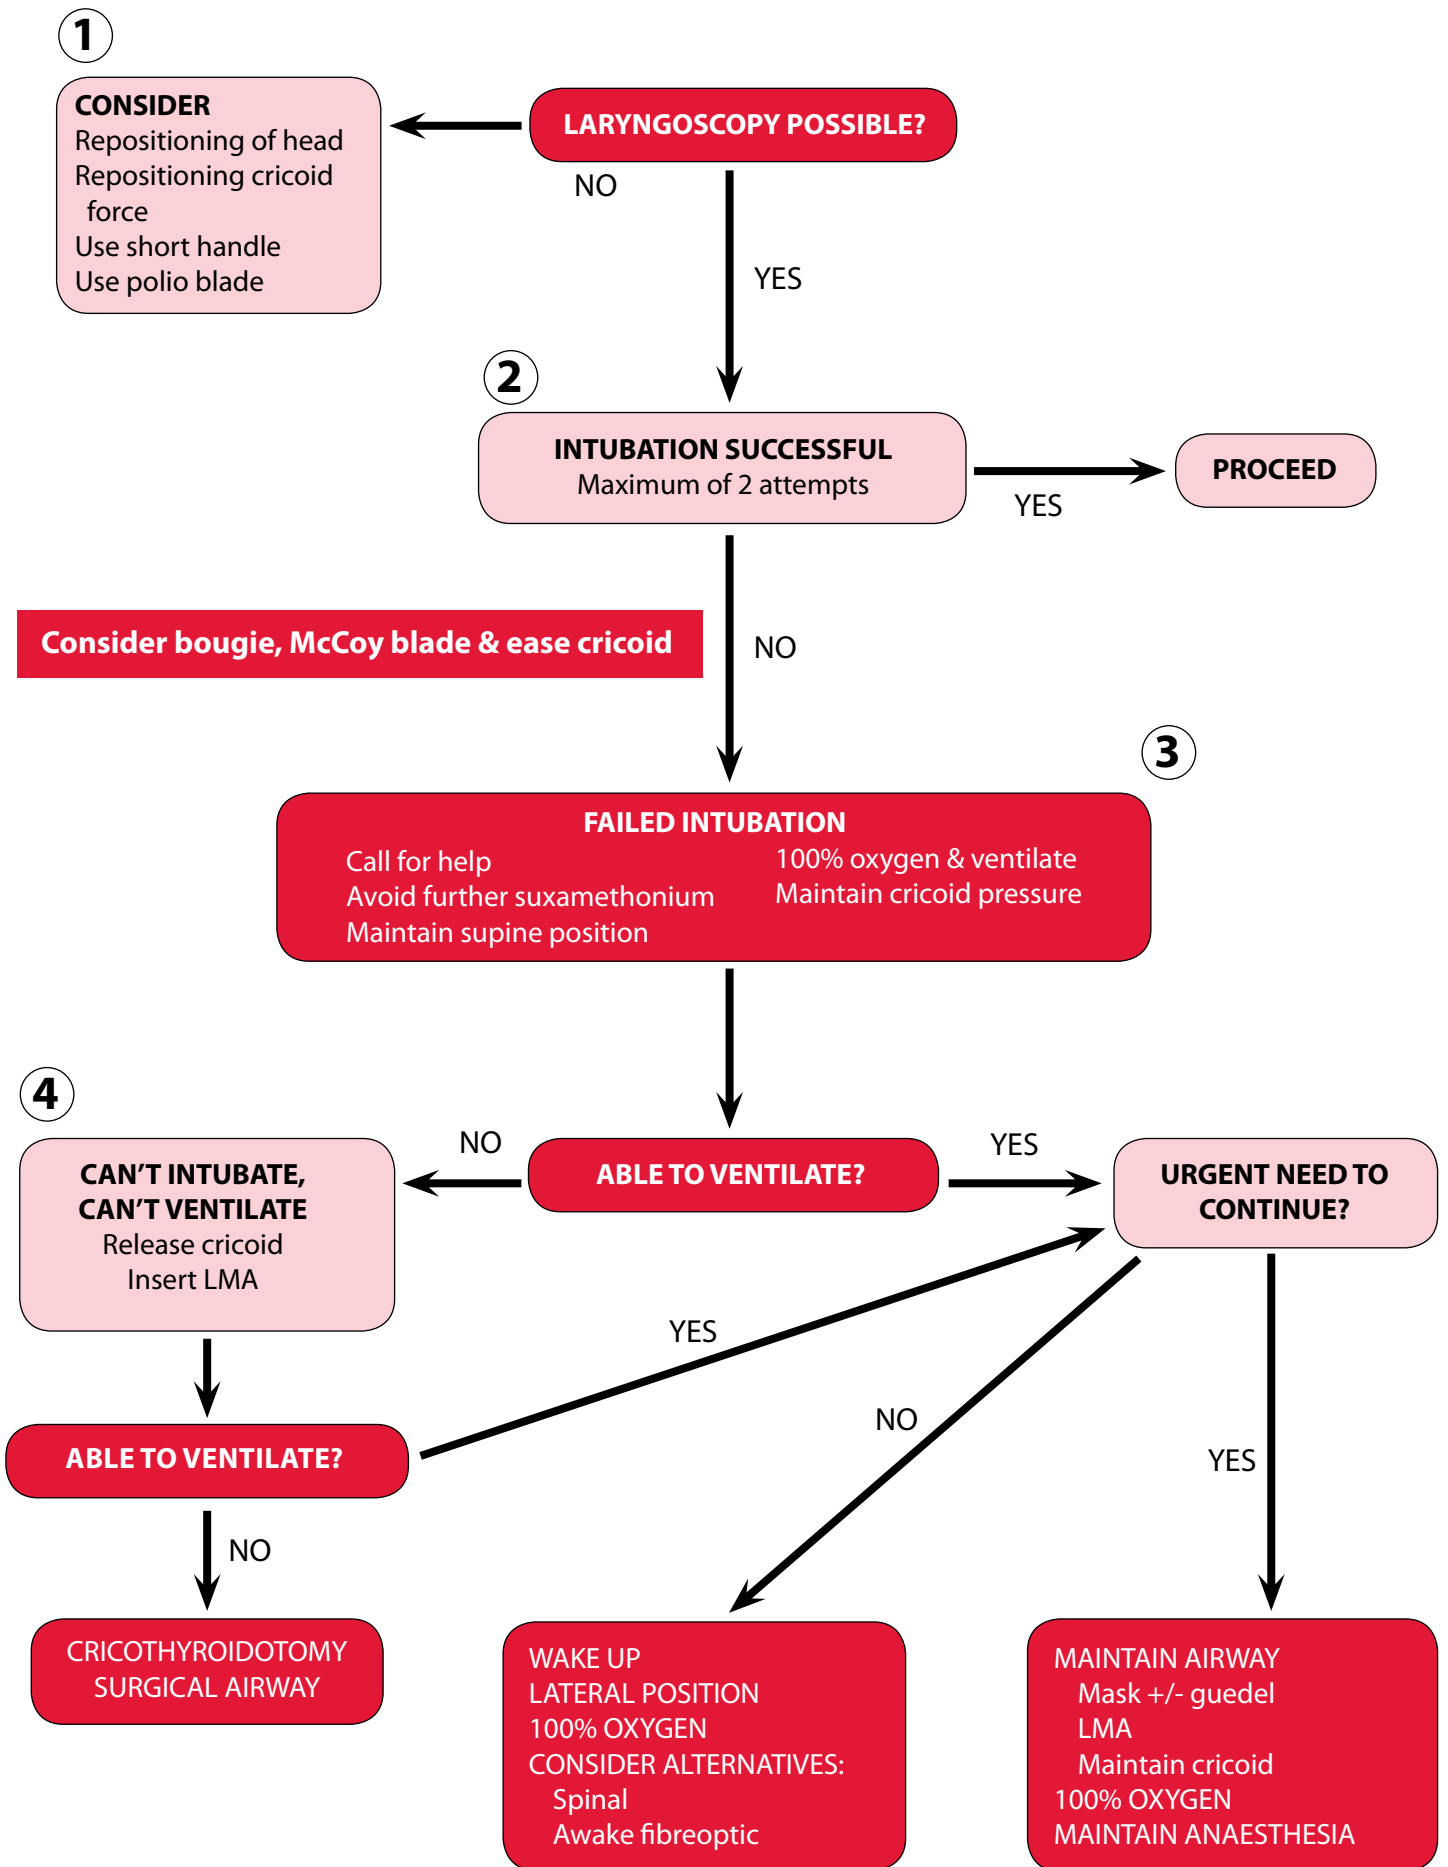 1
CONSIDER
Repositioning of head
Repositioning cricoid
force
Use short handle
Use polio blade
LARYNGOSCOPY POSSIBLE?
NO
YES
2
INTUBATION SUCCESSFUL
Maximum of 2 attempts
YES
PROCEED
Consider bougie, McCoy blade & ease cricoid
NO
3
FAILED INTUBATION
Call for help
Avoid further suxamethonium
Maintain supine position
100% oxygen & ventilate
Maintain cricoid pressure
4
CAN'T INTUBATE,
CAN'T VENTILATE
Release cricoid
Insert LMA
NO
ABLE TO VENTILATE?
YES
URGENT NEED TO
CONTINUE?
YES
NO
YES
ABLE TO VENTILATE?
NO
CRICOTHYROIDOTOMY
SURGICAL AIRWAY
WAKE UP
LATERAL POSITION
100% OXYGEN
CONSIDER ALTERNATIVES:
Spinal
Awake fibreoptic
MAINTAIN AIRWAY
Mask +/- guedel
LMA
Maintain cricoid
100% OXYGEN
MAINTAIN ANAESTHESIA